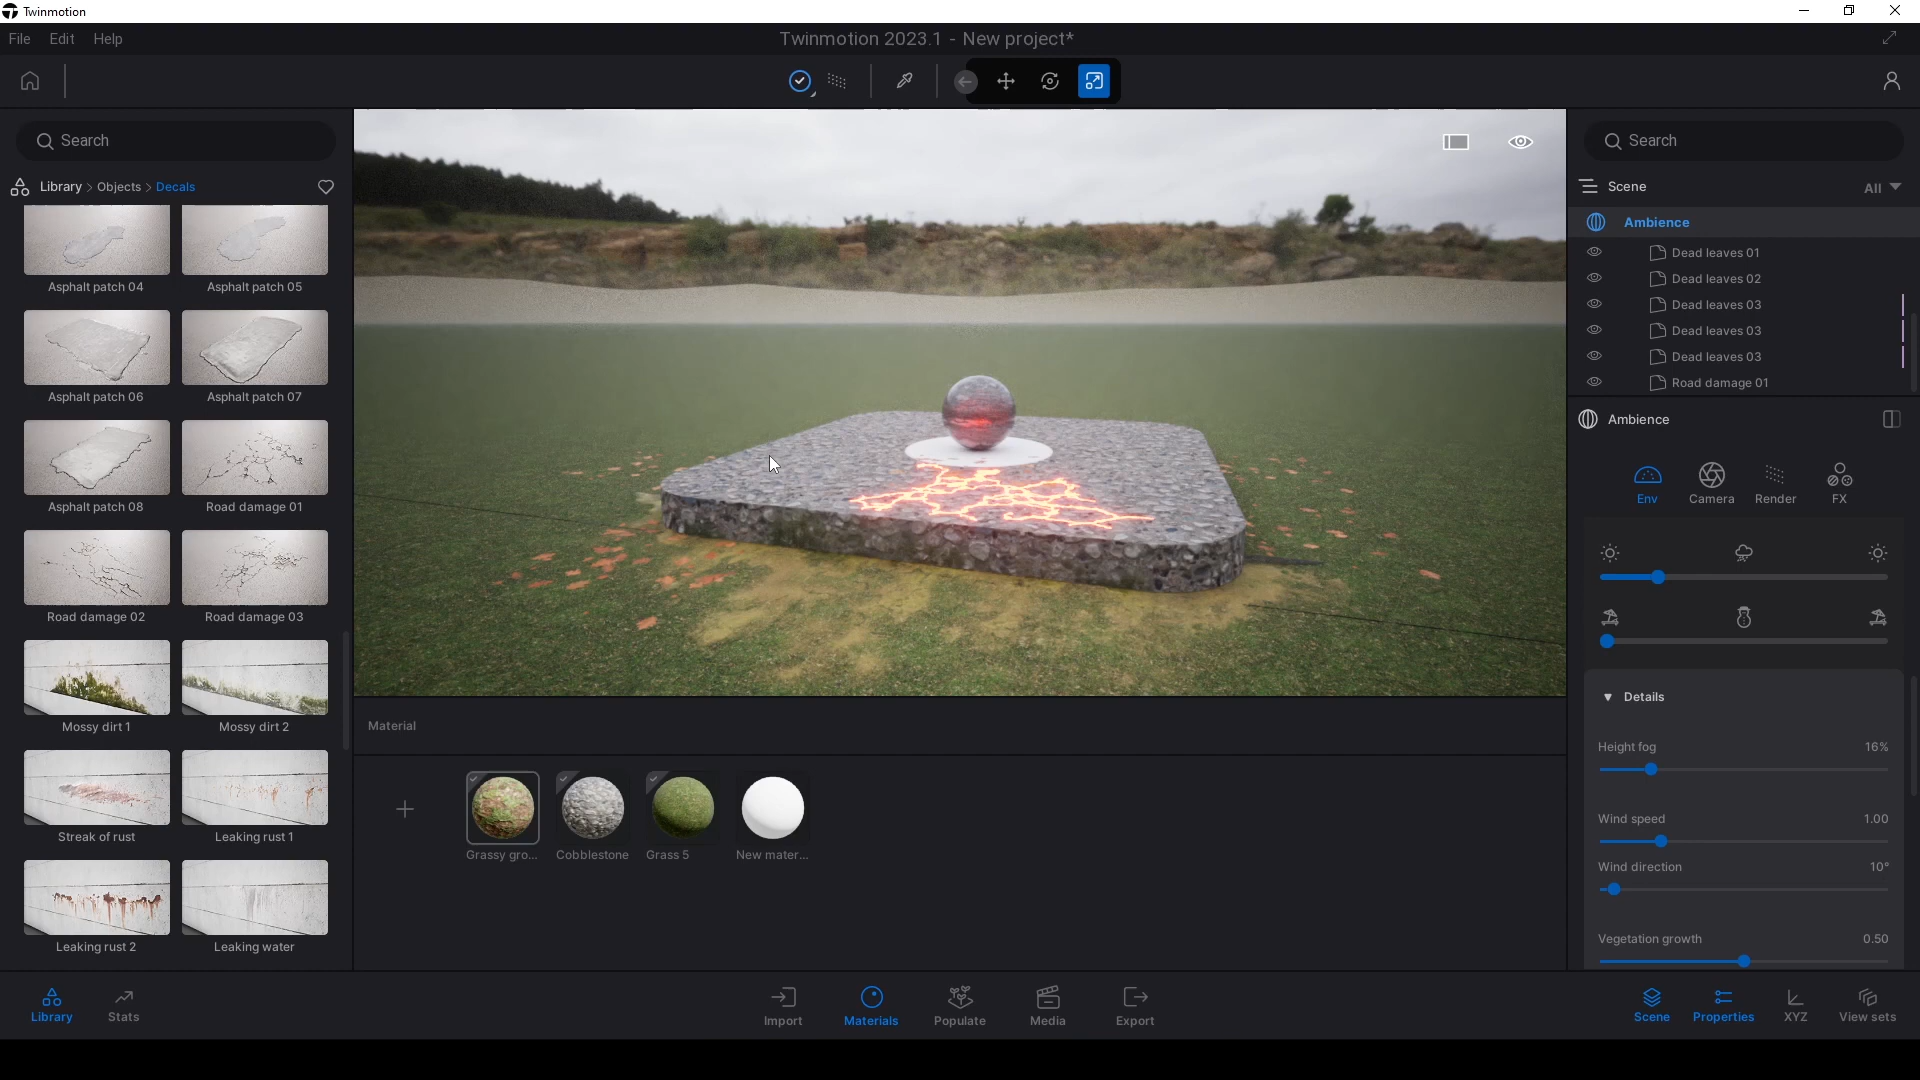 Twinmotion
File Edit Help
Twinmotion 2023.1 - New project*
Search
Library > Objects > Decals
Asphalt patch 04
Asphalt patch 05
Asphalt patch 06
Asphalt patch 07
Asphalt patch 08
Road damage 01
Road damage 02
Road damage 03
Mossy dirt 1
Mossy dirt 2
Streak of rust
Leaking rust 1
Leaking rust 2
Leaking water
Material
Grassy gro...
Cobblestone
Grass 5
New mater...
Search
Scene
All
Ambience
Dead leaves 01
Dead leaves 02
Dead leaves 03
Dead leaves 03
Dead leaves 03
Road damage 01
Ambience
Env
Camera
Render
FX
Details
Height fog 16%
Wind speed 1.00
Wind direction 10°
Vegetation growth 0.50
Library
Stats
Import
Materials
Populate
Media
Export
Scene
Properties
XYZ
View sets